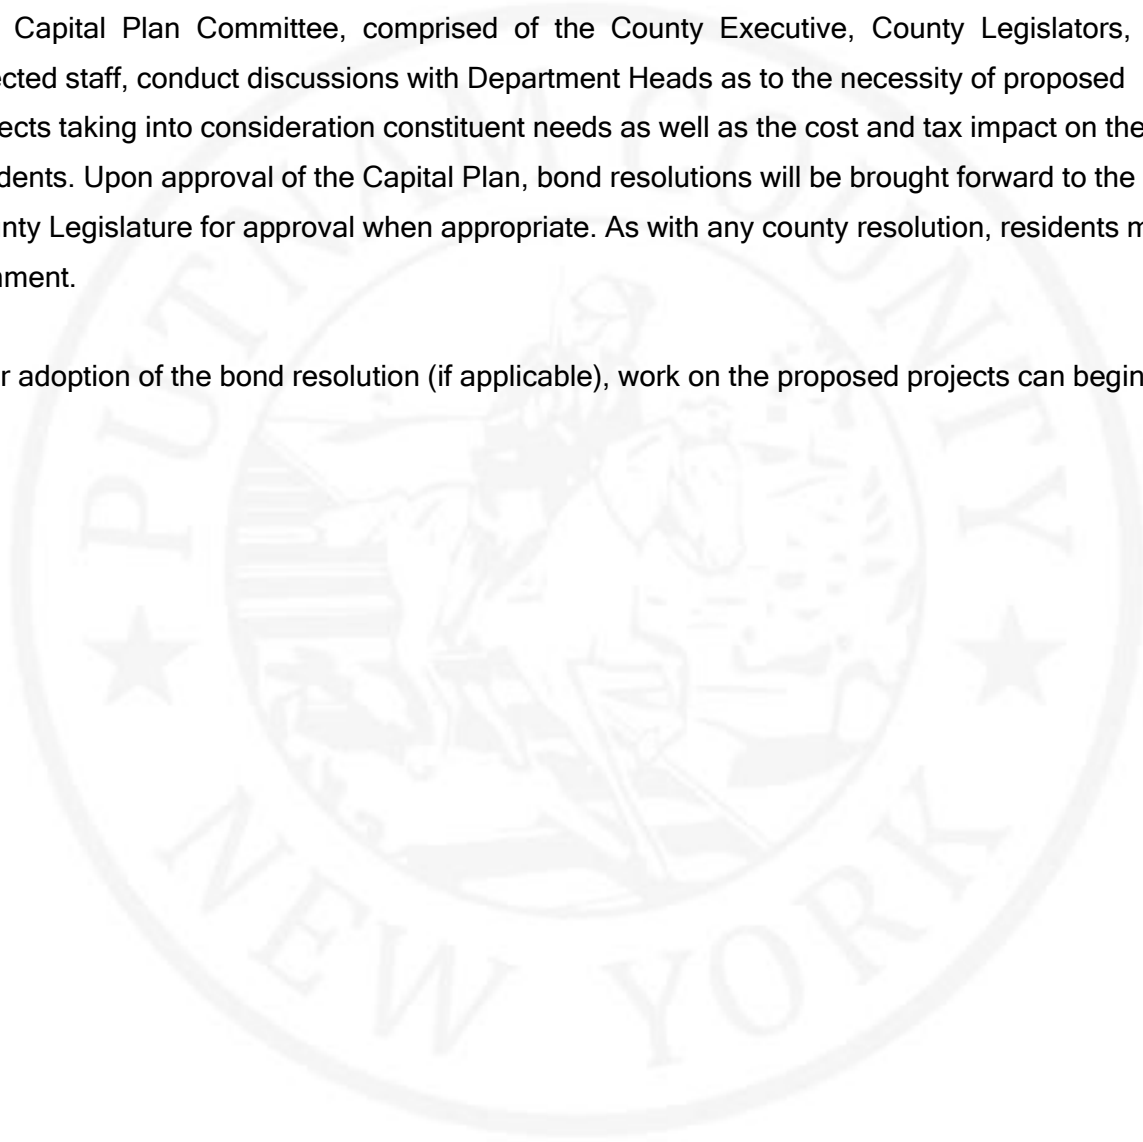 Capital Plan Committee, comprised of the County Executive, County Legislators,
ected staff, conduct discussions with Department Heads as to the necessity of proposed
ects taking into consideration constituent needs as well as the cost and tax impact on the
dents. Upon approval of the Capital Plan, bond resolutions will be brought forward to the
nty Legislature for approval when appropriate. As with any county resolution, residents m
ment.
r adoption of the bond resolution (if applicable), work on the proposed projects can begin
PUTNAM COUNTY
NEW YORK